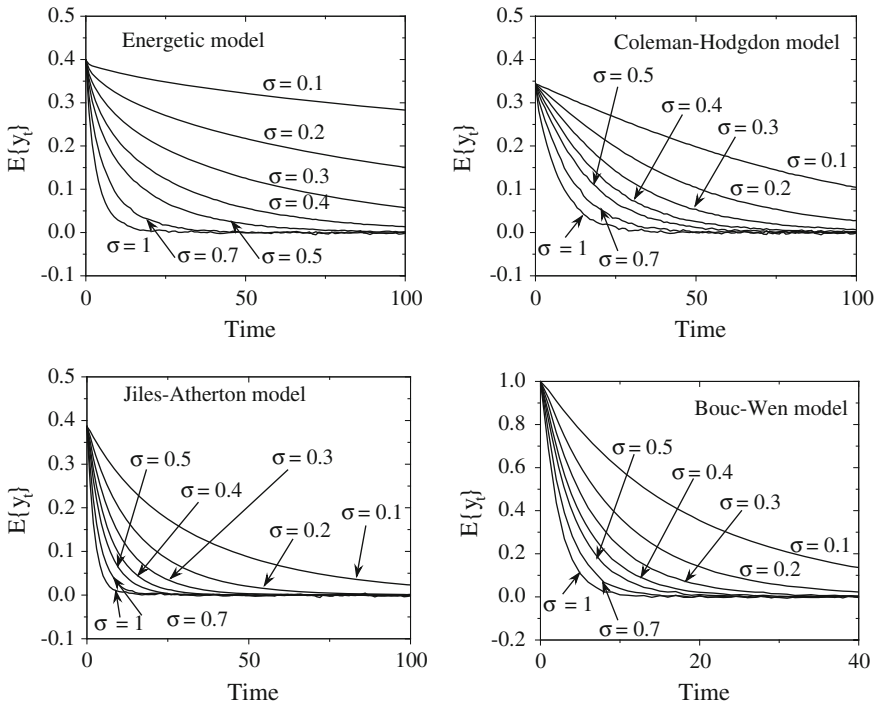 Energetic model
E{y_t}
0.5
0.4
0.3
0.2
0.1
0.0
-0.1
σ = 0.1
σ = 0.2
σ = 0.3
σ = 0.4
σ = 1
σ = 0.7
σ = 0.5
0
50
100
Time
Coleman-Hodgdon model
E{y_t}
0.5
0.4
0.3
0.2
0.1
0.0
-0.1
σ = 0.5
σ = 0.4
σ = 0.3
σ = 0.1
σ = 0.2
σ = 1
σ = 0.7
0
50
100
Time
Jiles-Atherton model
E{y_t}
0.5
0.4
0.3
0.2
0.1
0.0
-0.1
σ = 0.5
σ = 0.3
σ = 0.4
σ = 0.1
σ = 0.2
σ = 1
σ = 0.7
0
50
100
Time
Bouc-Wen model
E{y_t}
1.0
0.8
0.6
0.4
0.2
0.0
-0.2
σ = 0.5
σ = 0.4
σ = 0.3
σ = 0.1
σ = 0.2
σ = 1
σ = 0.7
0
20
40
Time